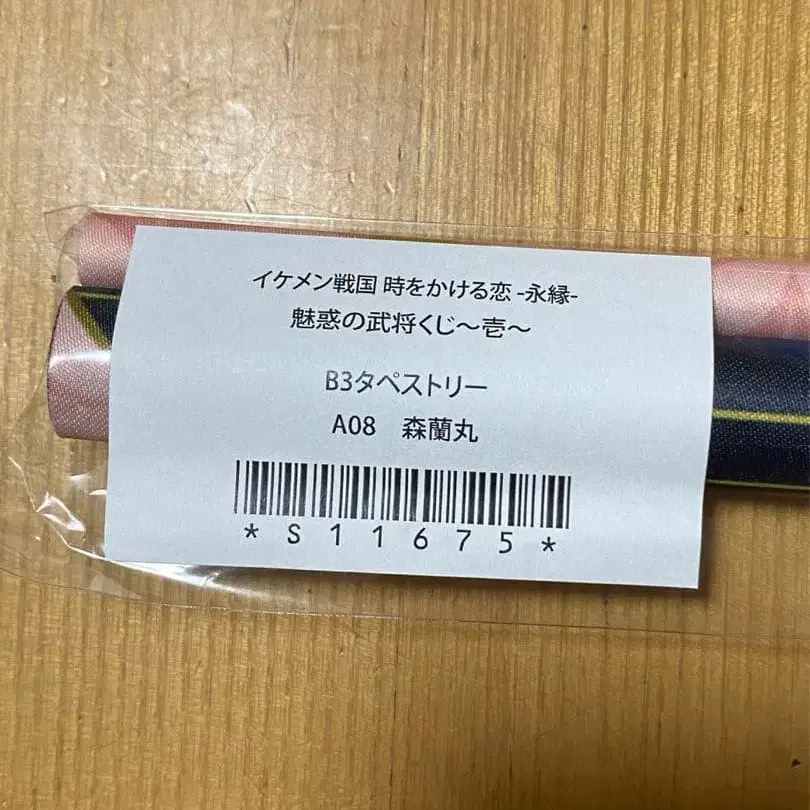 イケメン戦国 時をかける恋 -永縁-
魅惑の武将くじ～壱～
B3タペストリー
A08 森蘭丸
*S11675*